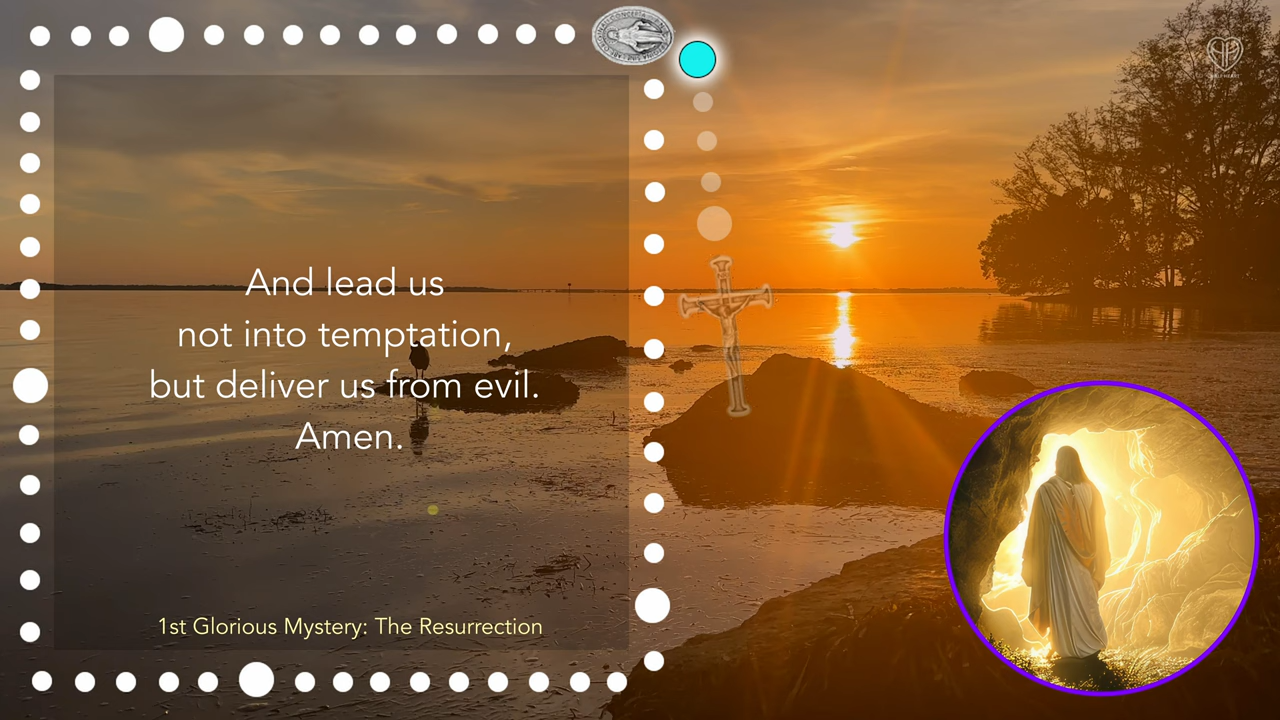 And lead us
not into temptation,
but deliver us from evil.
Amen.
1st Glorious Mystery: The Resurrection